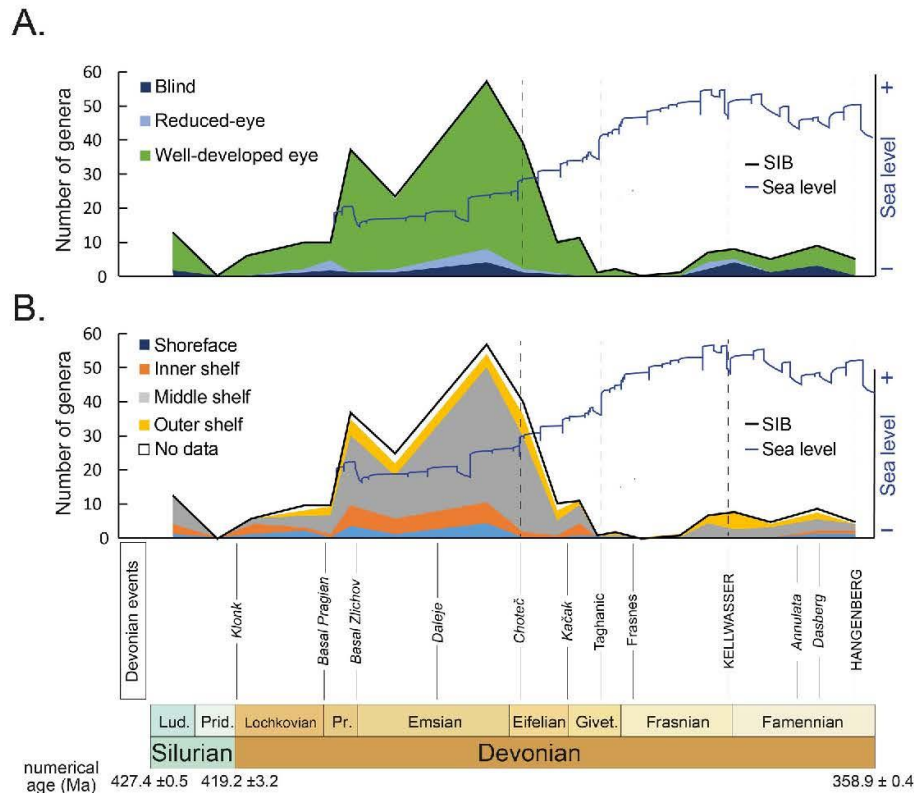 A.
60
50
40
30
20
10
0
Number of genera
Blind
Reduced-eye
Well-developed eye
SIB
Sea level
+
Sea level
−
B.
60
50
40
30
20
10
0
Number of genera
Shoreface
Inner shelf
Middle shelf
Outer shelf
No data
SIB
Sea level
+
Sea level
−
Devonian events
Klonk
Basal Pragian
Basal Zlichov
Daleje
Choteč
Kačak
Taghanic
Frasnes
KELLWASSER
Annulata
Dasberg
HANGENBERG
Lud. Prid. Lochkovian Pr. Emsian Eifelian Givet. Frasnian Famennian
Silurian Devonian
numerical
age (Ma) 427.4 ±0.5 419.2 ±3.2 358.9 ± 0.4